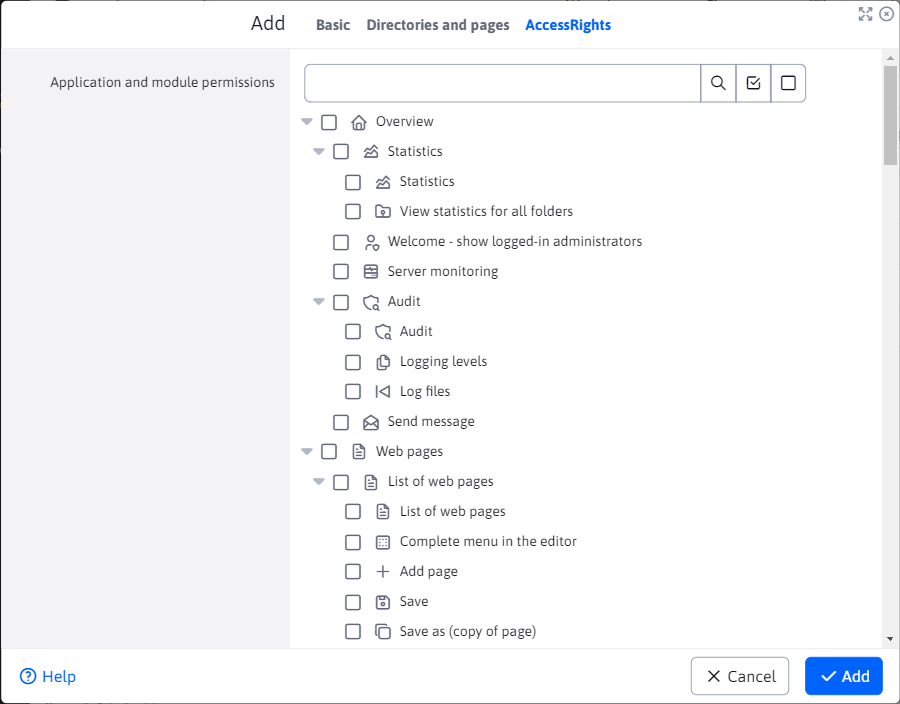 Add Basic Directories and pages AccessRights
Application and module permissions
Overview
Statistics
Statistics
View statistics for all folders
Welcome - show logged-in administrators
Server monitoring
Audit
Audit
Logging levels
Log files
Send message
Web pages
List of web pages
List of web pages
Complete menu in the editor
Add page
Save
Save as (copy of page)
Help Cancel Add